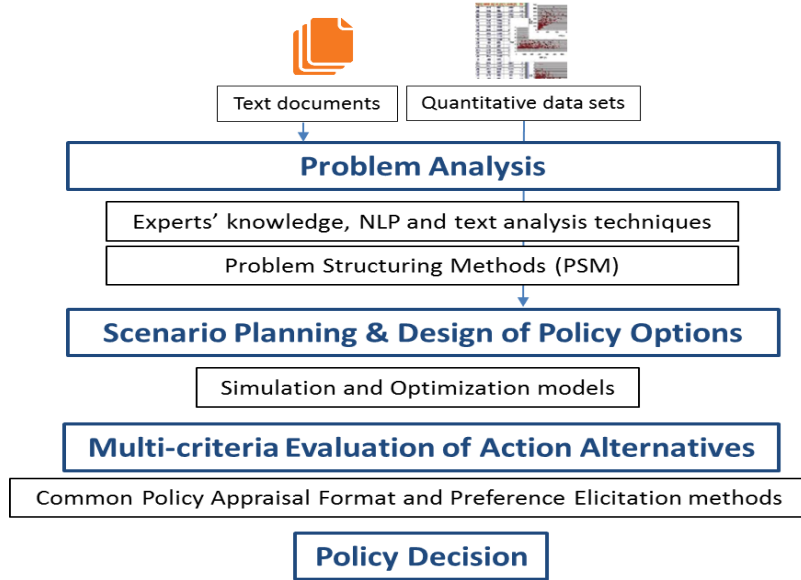 Text documents
Quantitative data sets
Problem Analysis
Experts’ knowledge, NLP and text analysis techniques
Problem Structuring Methods (PSM)
Scenario Planning & Design of Policy Options
Simulation and Optimization models
Multi-criteria Evaluation of Action Alternatives
Common Policy Appraisal Format and Preference Elicitation methods
Policy Decision